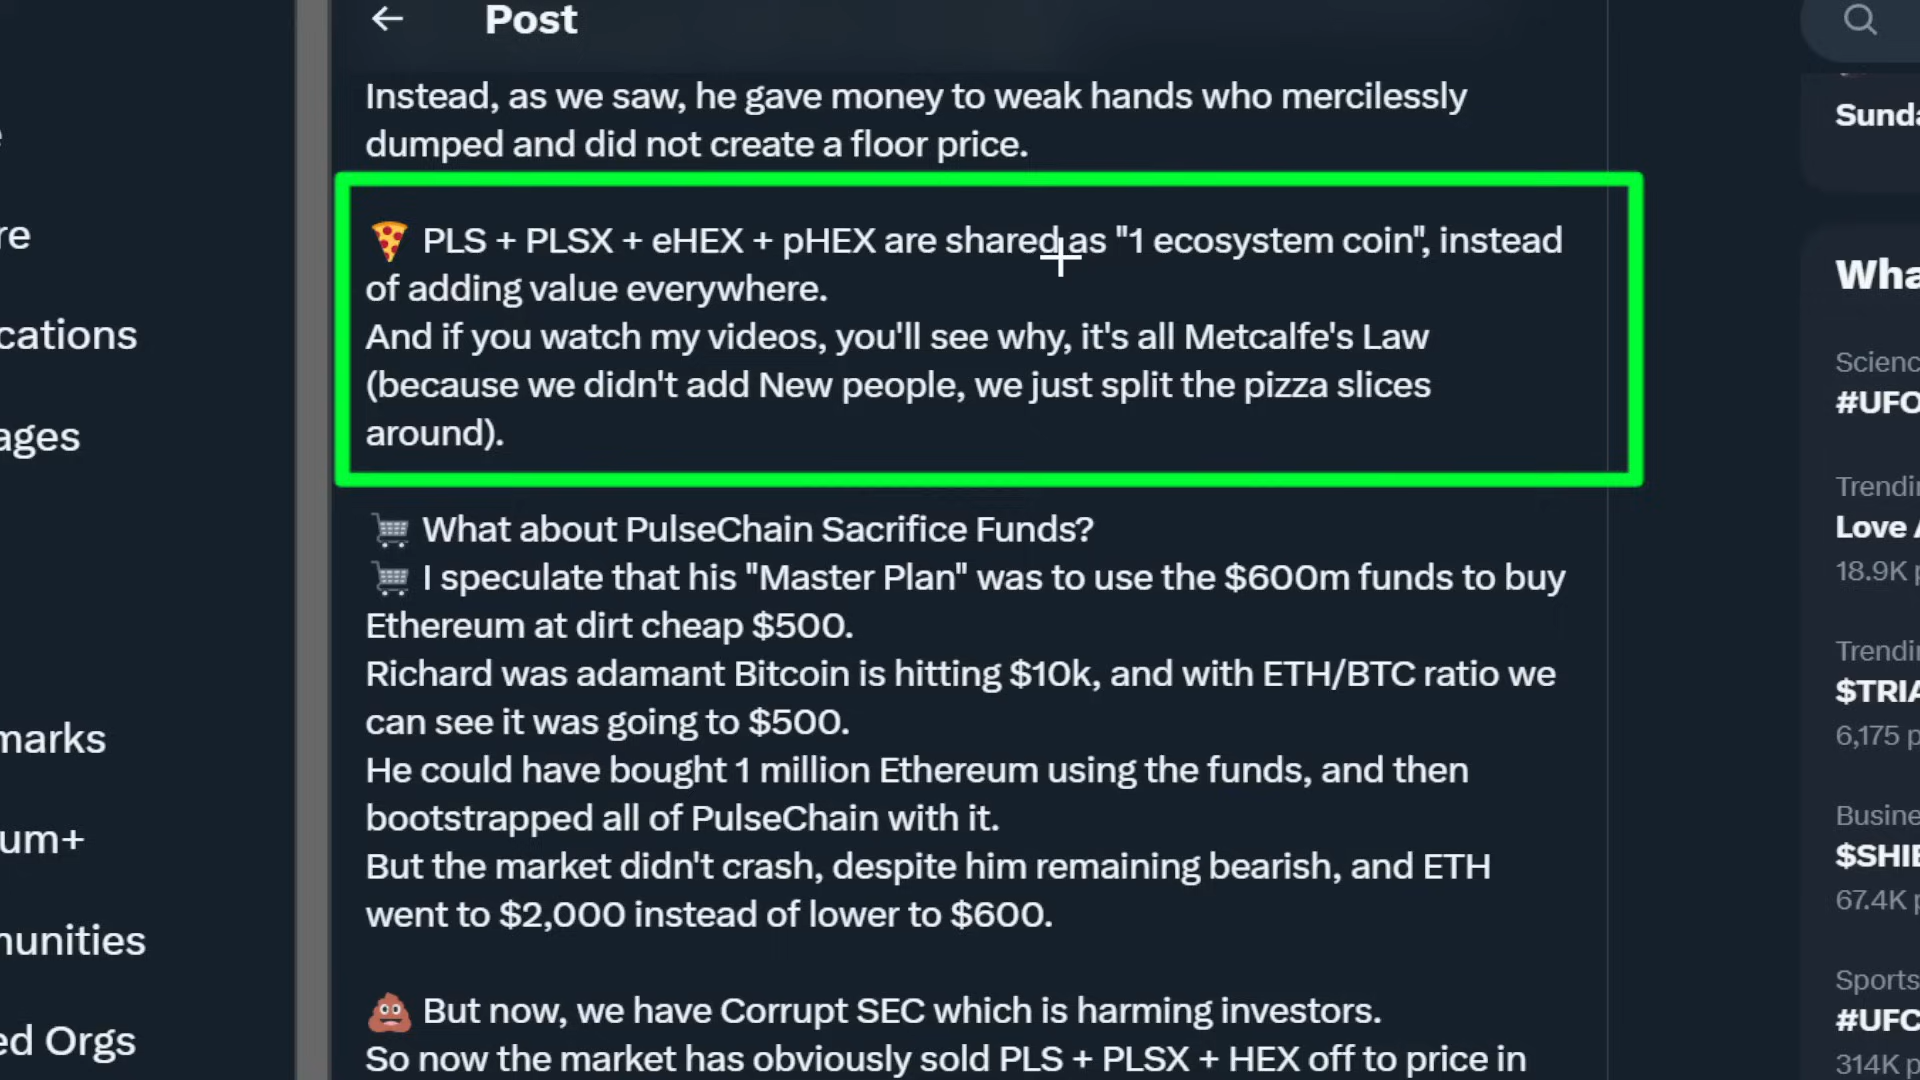 Post
Instead, as we saw, he gave money to weak hands who mercilessly
dumped and did not create a floor price.
🍕 PLS + PLSX + eHEX + pHEX are shared as "1 ecosystem coin", instead
of adding value everywhere.
And if you watch my videos, you'll see why, it's all Metcalfe's Law
(because we didn't add New people, we just split the pizza slices
around).
🛒 What about PulseChain Sacrifice Funds?
🛒 I speculate that his "Master Plan" was to use the $600m funds to buy
Ethereum at dirt cheap $500.
Richard was adamant Bitcoin is hitting $10k, and with ETH/BTC ratio we
can see it was going to $500.
He could have bought 1 million Ethereum using the funds, and then
bootstrapped all of PulseChain with it.
But the market didn't crash, despite him remaining bearish, and ETH
went to $2,000 instead of lower to $600.
💩 But now, we have Corrupt SEC which is harming investors.
So now the market has obviously sold PLS + PLSX + HEX off to price in
re
cations
ages
marks
um+
munities
ed Orgs
Sunda
Wha
Scienc
#UFO
Trendin
Love A
18.9K p
Trendin
$TRIA
6,175 p
Busine
$SHIB
67.4K p
Sports
#UFC
314K p